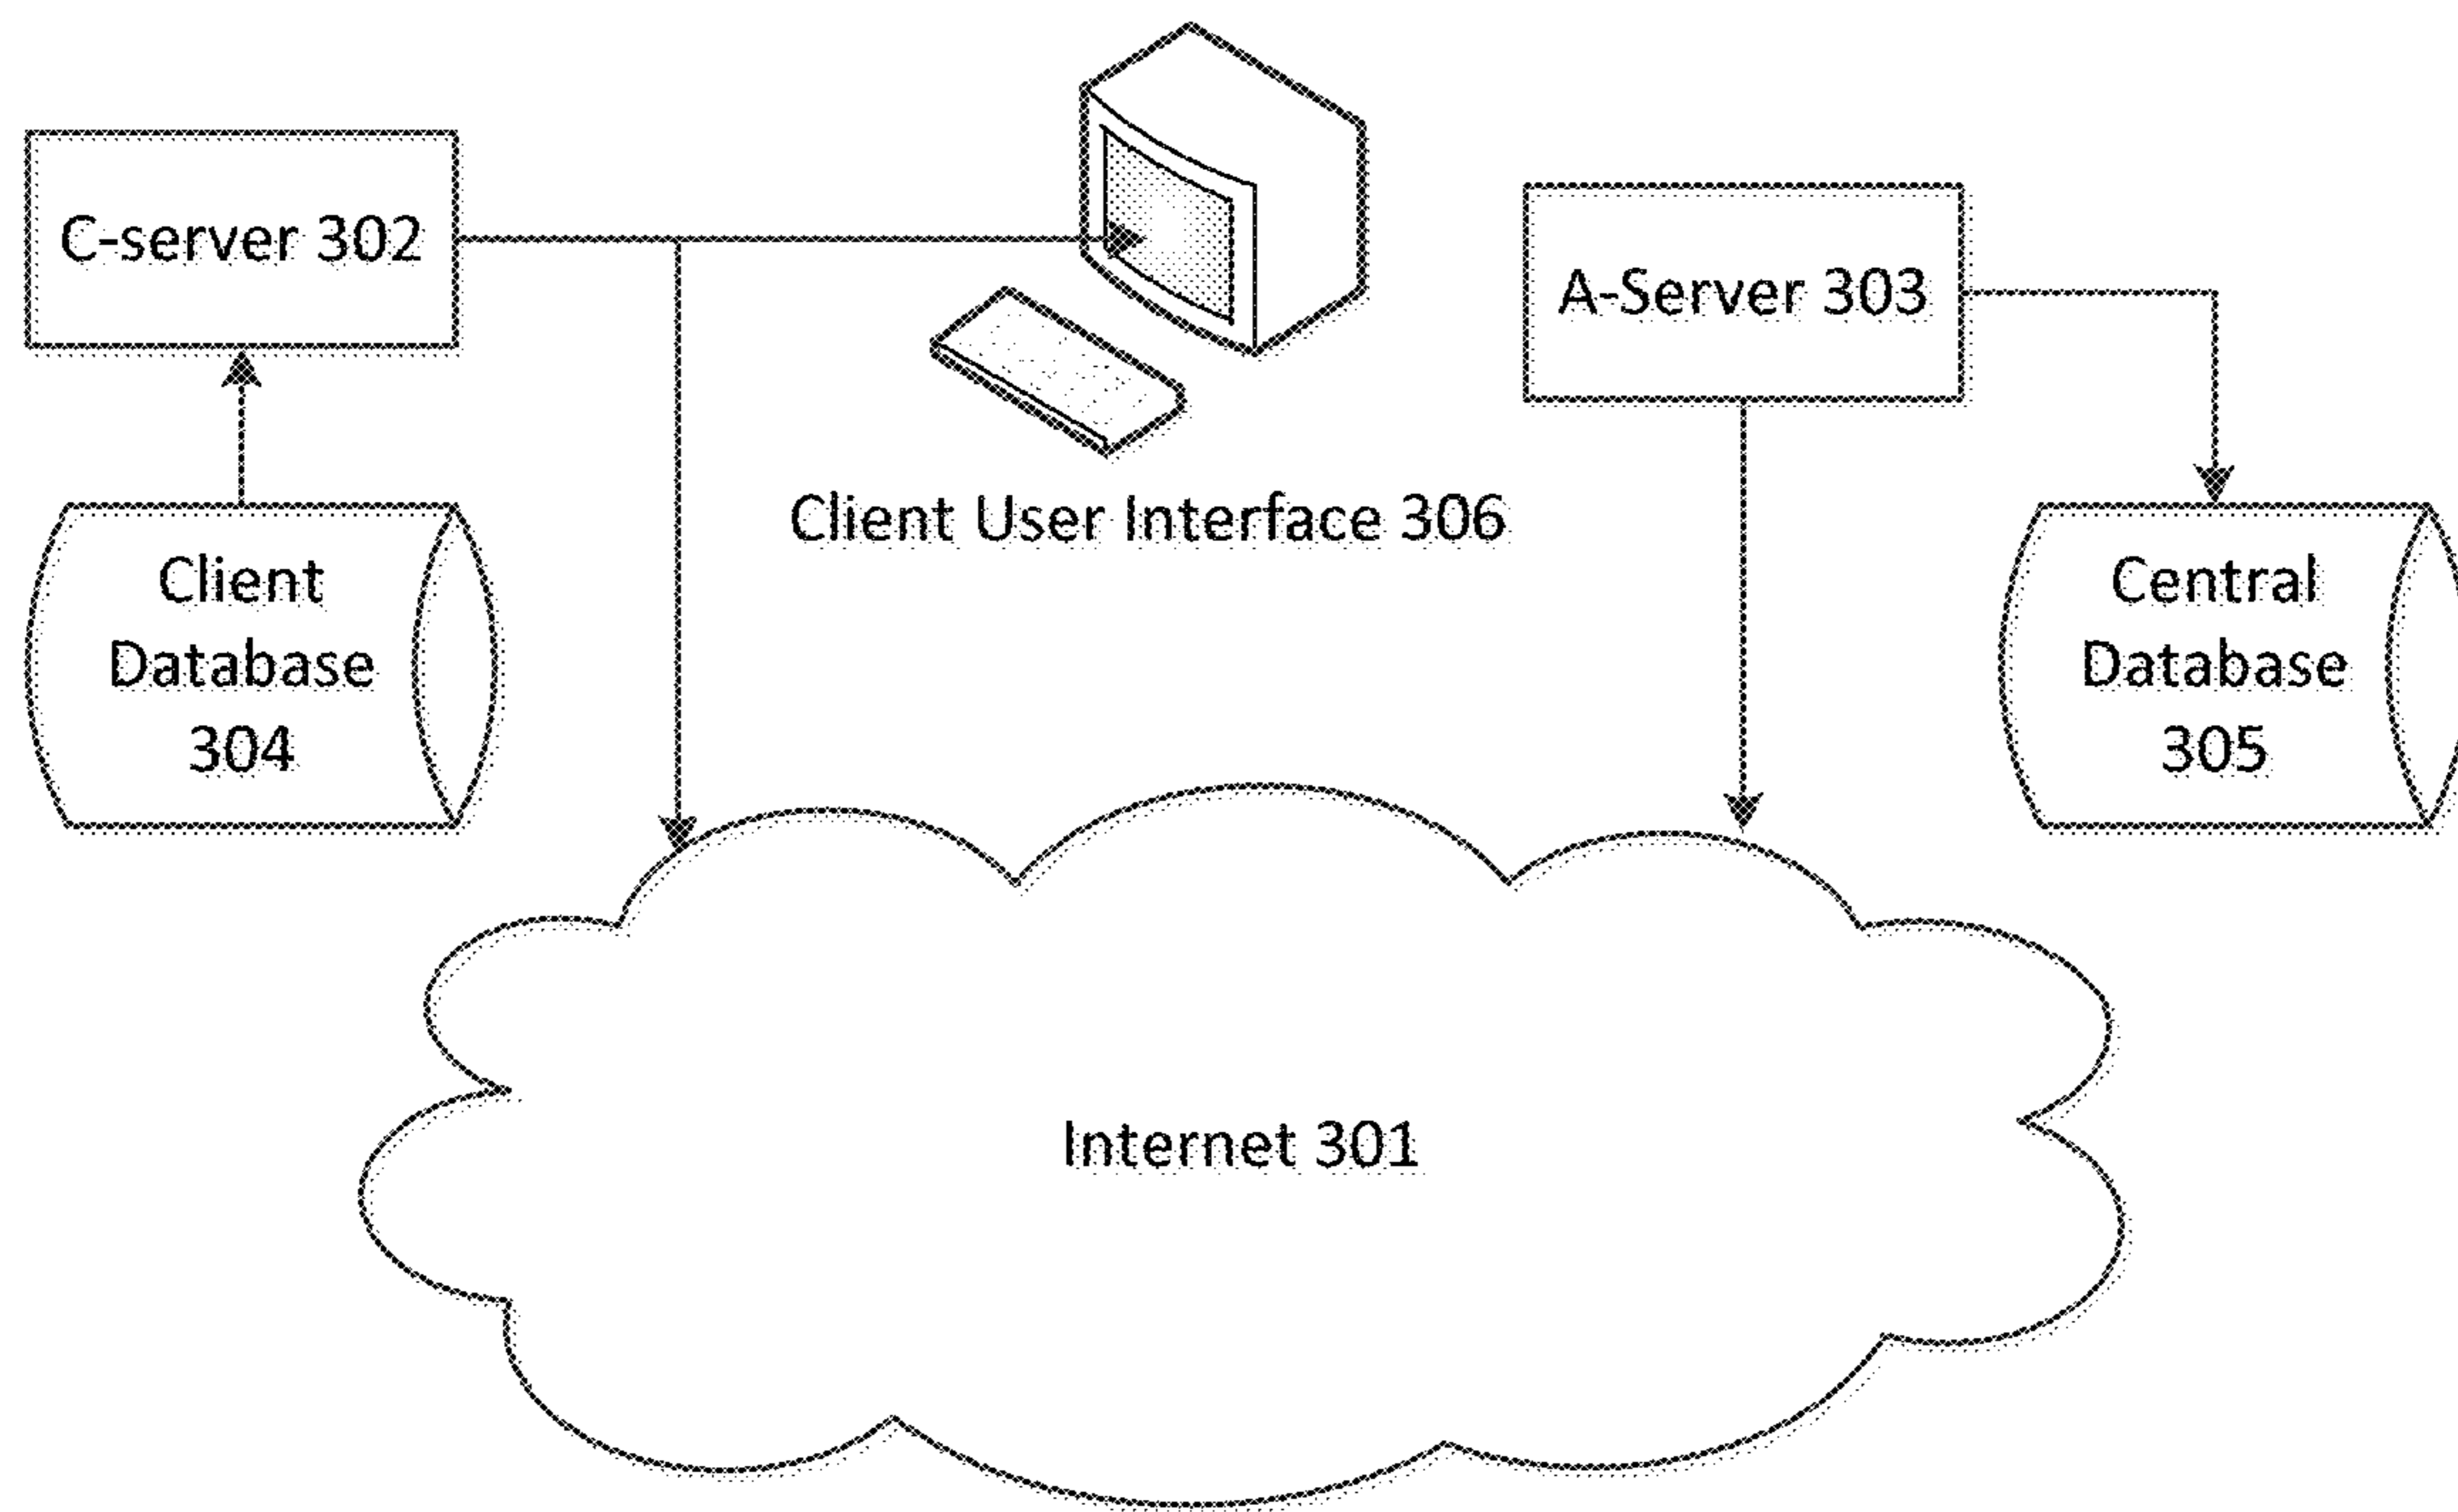 C-server 302
A-Server 303
Client User Interface 306
Client
Database
304
Central
Database
305
Internet 301